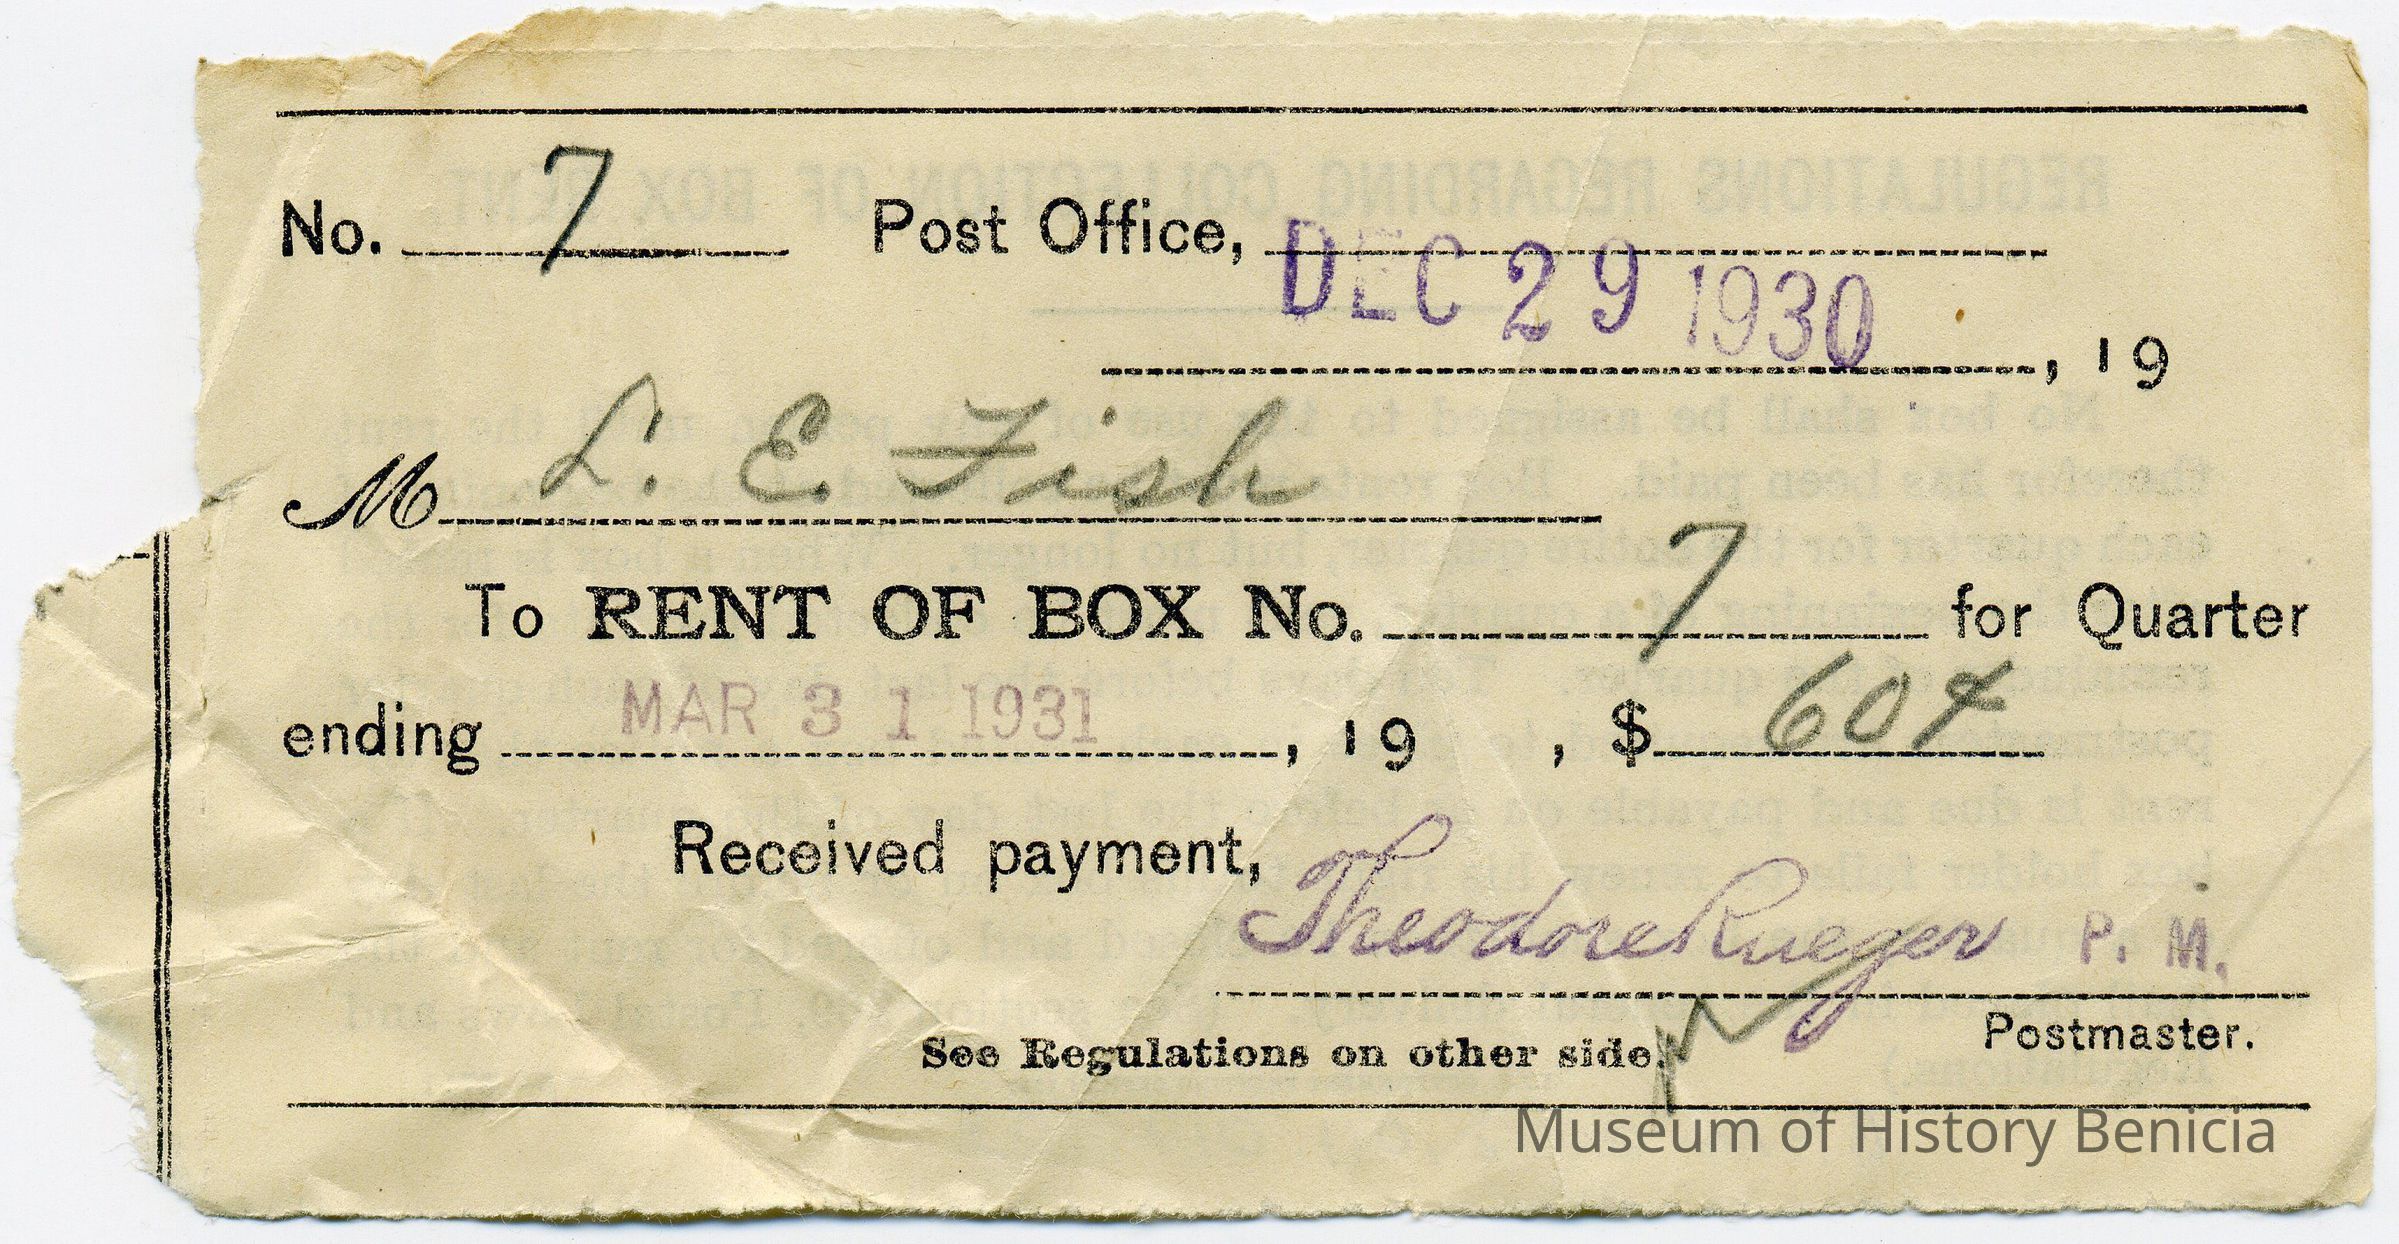 No. 7 Post Office,
DEC 29 1930
, 19
M L. E. Fish
To RENT OF BOX No. 7 for Quarter
ending MAR 31 1931, 19 , $ 60¢
Received payment,
Theodore Rueger P. M.
Postmaster.
See Regulations on other side.
Museum of History Benicia